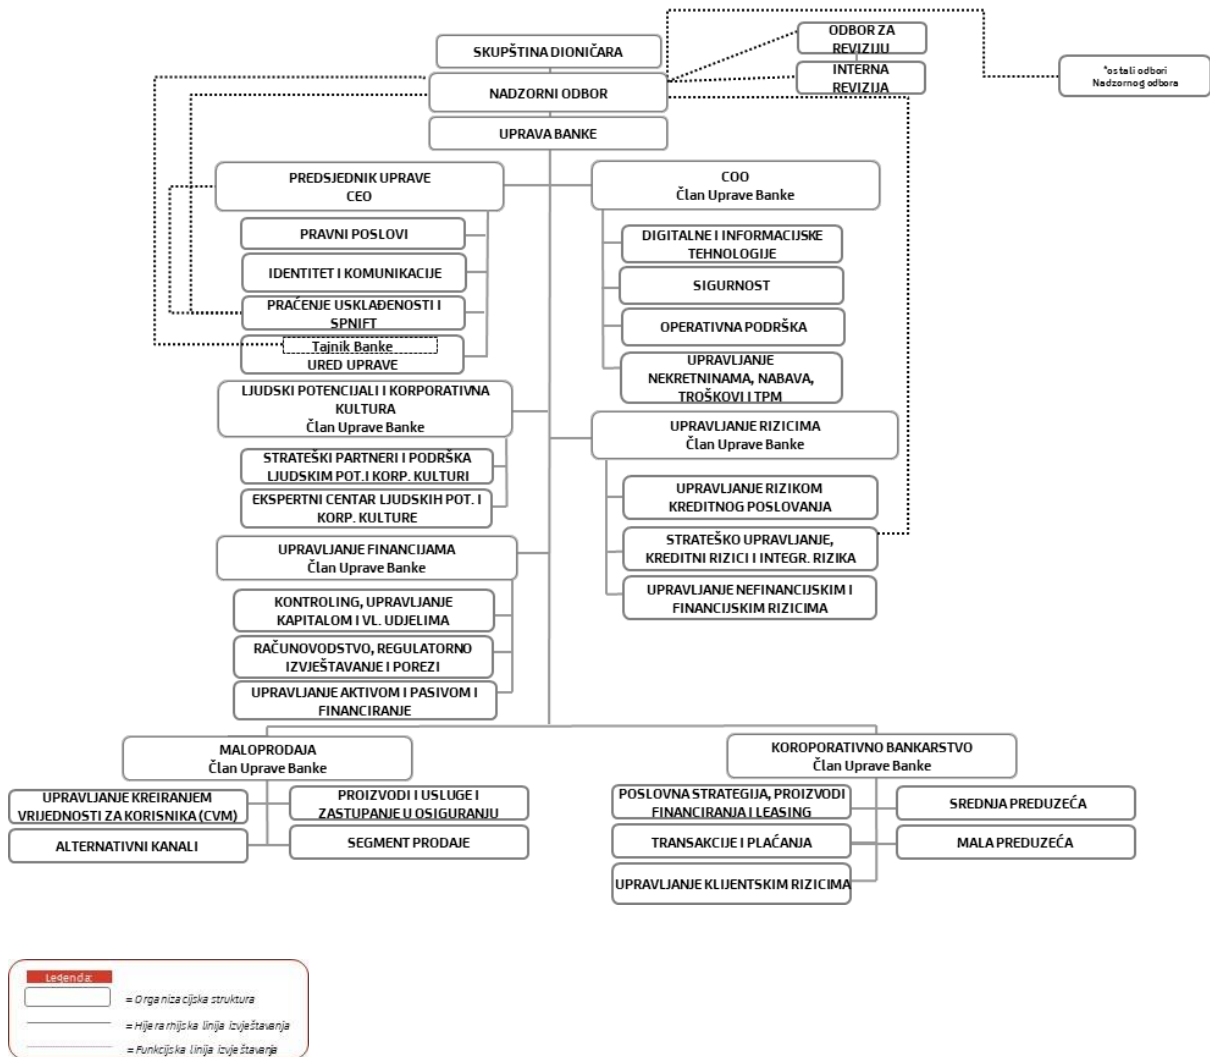 SKUPŠTINA DIONIČARA
ODBOR ZA
REVIZIJU
INTERNA
REVIZIJA
*ostali odbori
Nadzornog odbora
NADZORNI ODBOR
UPRAVA BANKE
PREDSJEDNIK UPRAVE
CEO
PRAVNI POSLOVI
IDENTITET I KOMUNIKACIJE
PRAĆENJE USKLAĐENOSTI I
SPNIFT
Tajnik Banke
URED UPRAVE
COO
Član Uprave Banke
DIGITALNE I INFORMACIJSKE
TEHNOLOGIJE
SIGURNOST
OPERATIVNA PODRŠKA
UPRAVLJANJE
NEKRETNINAMA, NABAVA,
TROŠKOVI I TPM
LJUDSKI POTENCIJALI I KORPORATIVNA
KULTURA
Član Uprave Banke
STRATEŠKI PARTNERI I PODRŠKA
LJUDSKIM POT. I KORP. KULTURI
EKSPERTNI CENTAR LJUDSKIH POT. I
KORP. KULTURE
UPRAVLJANJE RIZICIMA
Član Uprave Banke
UPRAVLJANJE RIZIKOM
KREDITNOG POSLOVANJA
STRATEŠKO UPRAVLJANJE,
KREDITNI RIZICI I INTEGR. RIZIKA
UPRAVLJANJE NEFINANCIJSKIM I
FINANCIJSKIM RIZICIMA
UPRAVLJANJE FINANCIJAMA
Član Uprave Banke
KONTROLING, UPRAVLJANJE
KAPITALOM I VL. UDJELIMA
RAČUNOVODSTVO, REGULATORNO
IZVJEŠTAVANJE I POREZI
UPRAVLJANJE AKTIVOM I PASIVOM I
FINANCIRANJE
MALOPRODAJA
Član Uprave Banke
UPRAVLJANJE KREIRANJEM
VRIJEDNOSTI ZA KORISNIKA (CVM)
PROIZVODI I USLUGE I
ZASTUPANJE U OSIGURANJU
ALTERNATIVNI KANALI
SEGMENT PRODAJE
KOROPORATIVNO BANKARSTVO
Član Uprave Banke
POSLOVNA STRATEGIJA, PROIZVODI
FINANCIRANJA I LEASING
SREDNJA PREDUZEĆA
TRANSAKCIJE I PLAĆANJA
MALA PREDUZEĆA
UPRAVLJANJE KLIJENTSKIM RIZICIMA
Legenda:
= Organizacijska struktura
= Hijerarhijska linija izvještavanja
= Funkcijska linija izvještavanja